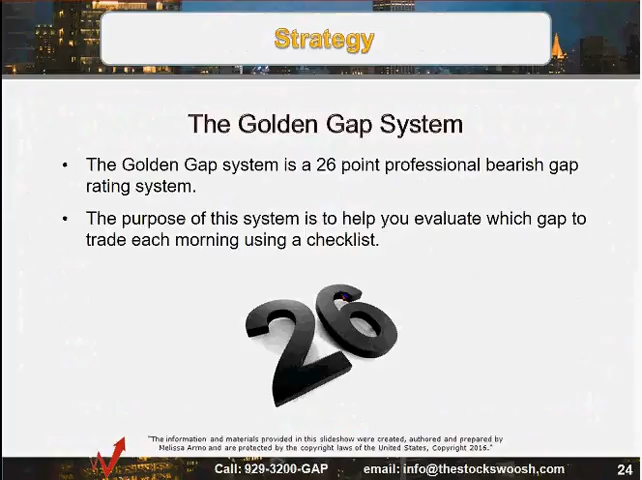 Strategy
The Golden Gap System
• The Golden Gap system is a 26 point professional bearish gap
rating system.
• The purpose of this system is to help you evaluate which gap to
trade each morning using a checklist.
26
"The information and materials provided in this slideshow were created, authored and prepared by
Melissa Armo and are protected by the copyright laws of the United States, Copyright 2016."
Call: 929-3200-GAP email: info@thestockswoosh.com 24